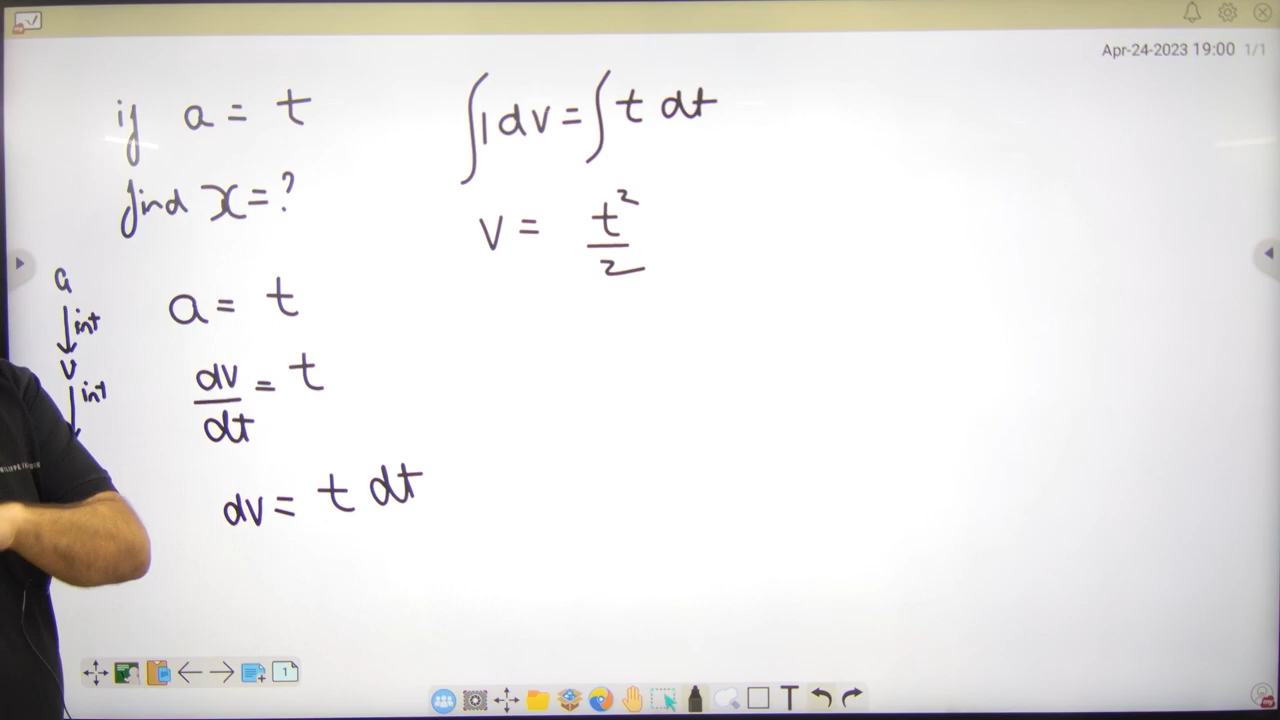 Apr-24-2023 19:00 1/1
if a = t
find x = ?
a
int
v
int
a = t
dv/dt = t
dv = t dt
∫1 dv = ∫t dt
v = t²/2
1
T